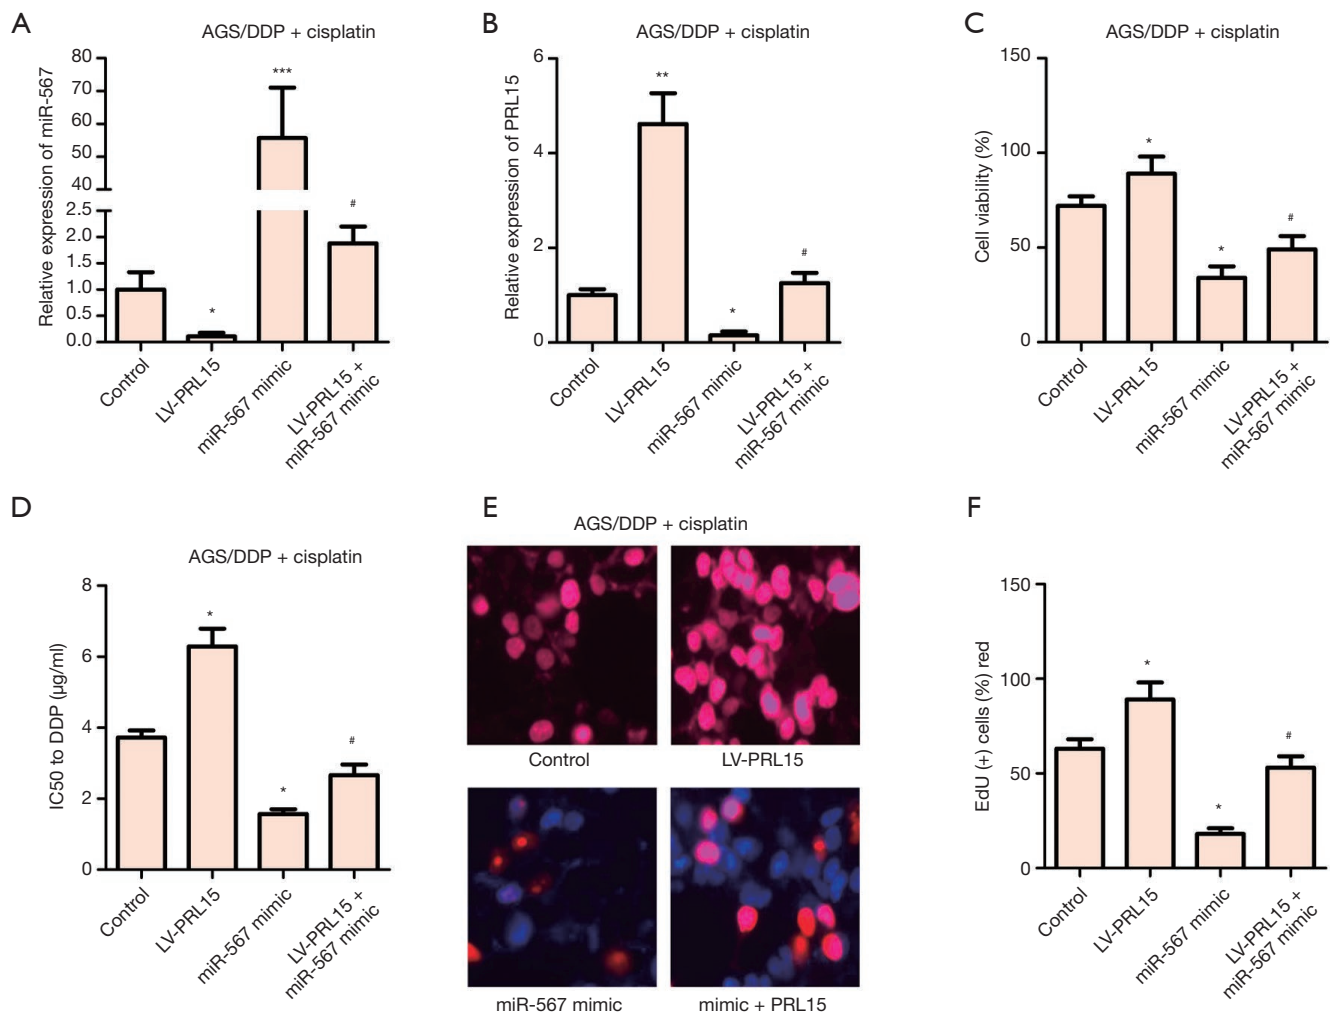 A
AGS/DDP + cisplatin
Relative expression of miR-567
80
70
60
50
40
2.5
2.0
1.5
1.0
0.5
0.0
***
*
#
Control
LV-PRL15
miR-567 mimic
LV-PRL15 +
miR-567 mimic
B
AGS/DDP + cisplatin
Relative expression of PRL15
6
4
2
0
**
*
#
Control
LV-PRL15
miR-567 mimic
LV-PRL15 +
miR-567 mimic
C
AGS/DDP + cisplatin
Cell viability (%)
150
100
50
0
*
*
#
Control
LV-PRL15
miR-567 mimic
LV-PRL15 +
miR-567 mimic
D
AGS/DDP + cisplatin
IC50 to DDP (μg/ml)
8
6
4
2
0
*
*
#
Control
LV-PRL15
miR-567 mimic
LV-PRL15 +
miR-567 mimic
E
AGS/DDP + cisplatin
Control
LV-PRL15
miR-567 mimic
mimic + PRL15
F
EdU (+) cells (%) red
150
100
50
0
*
*
#
Control
LV-PRL15
miR-567 mimic
LV-PRL15 +
miR-567 mimic